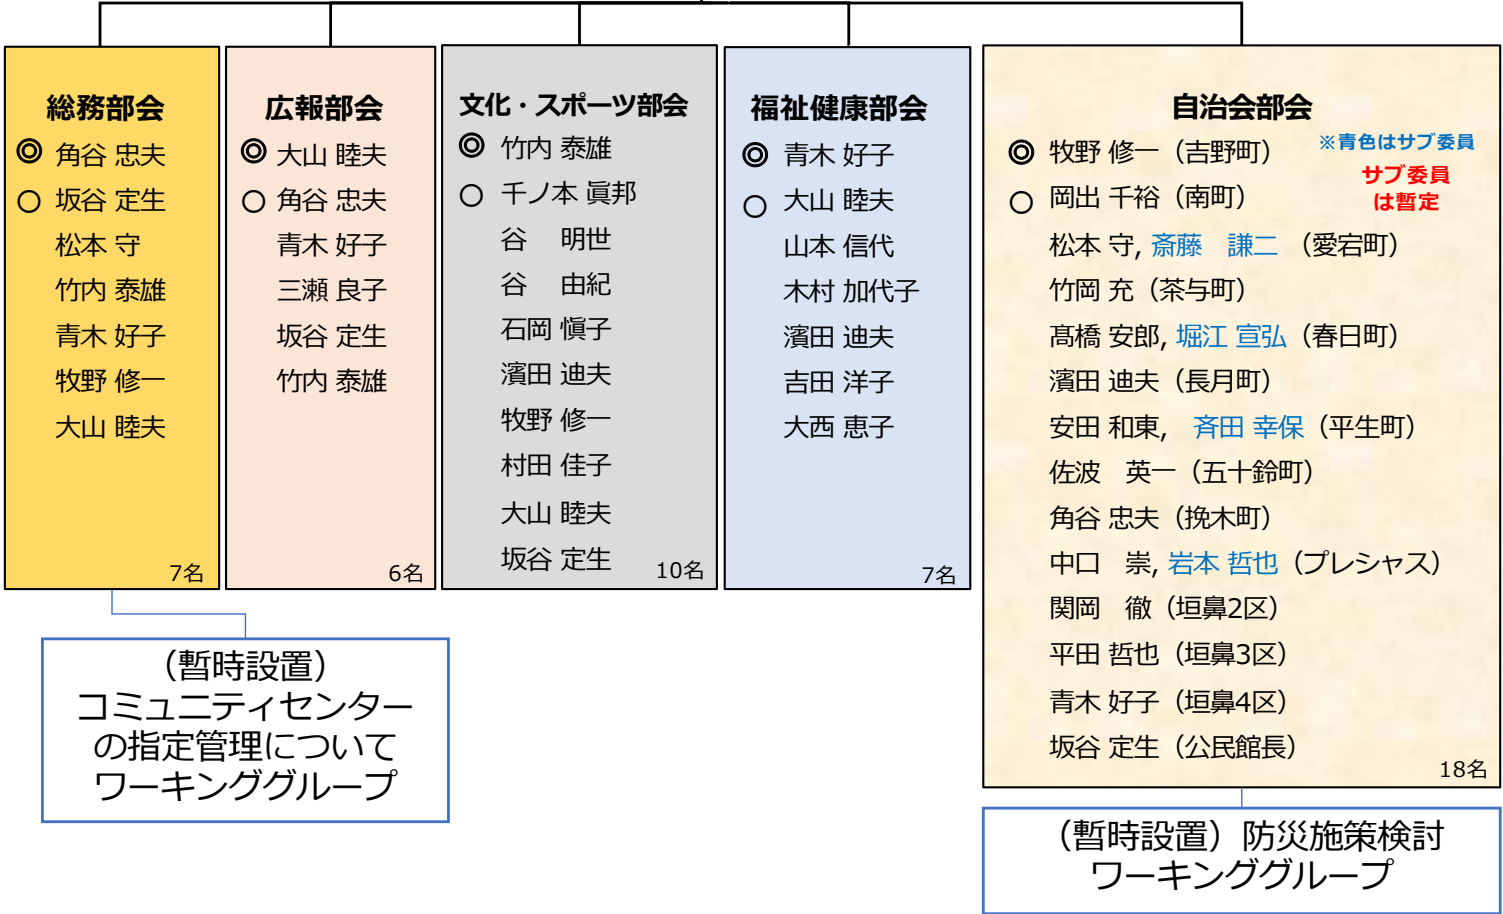 総務部会
◎ 角谷 忠夫
○ 坂谷 定生
松本 守
竹内 泰雄
青木 好子
牧野 修一
大山 睦夫
7名
広報部会
◎ 大山 睦夫
○ 角谷 忠夫
青木 好子
三瀬 良子
坂谷 定生
竹内 泰雄
6名
文化・スポーツ部会
◎ 竹内 泰雄
○ 千ノ本 眞邦
谷　明世
谷　由紀
石岡 愼子
濱田 迪夫
牧野 修一
村田 佳子
大山 睦夫
坂谷 定生
10名
福祉健康部会
◎ 青木 好子
○ 大山 睦夫
山本 信代
木村 加代子
濱田 迪夫
吉田 洋子
大西 恵子
7名
自治会部会
※青色はサブ委員
サブ委員
は暫定
◎ 牧野 修一（吉野町）
○ 岡出 千裕（南町）
松本 守, 斎藤　謙二 （愛宕町）
竹岡 充（茶与町）
髙橋 安郎, 堀江 宣弘（春日町）
濱田 迪夫（長月町）
安田 和東,　斉田 幸保（平生町）
佐波　英一（五十鈴町）
角谷 忠夫（挽木町）
中口　崇, 岩本 哲也（プレシャス）
関岡　徹（垣鼻2区）
平田 哲也（垣鼻3区）
青木 好子（垣鼻4区）
坂谷 定生（公民館長）
18名
（暫時設置）
コミュニティセンター
の指定管理について
ワーキンググループ
（暫時設置）防災施策検討
ワーキンググループ